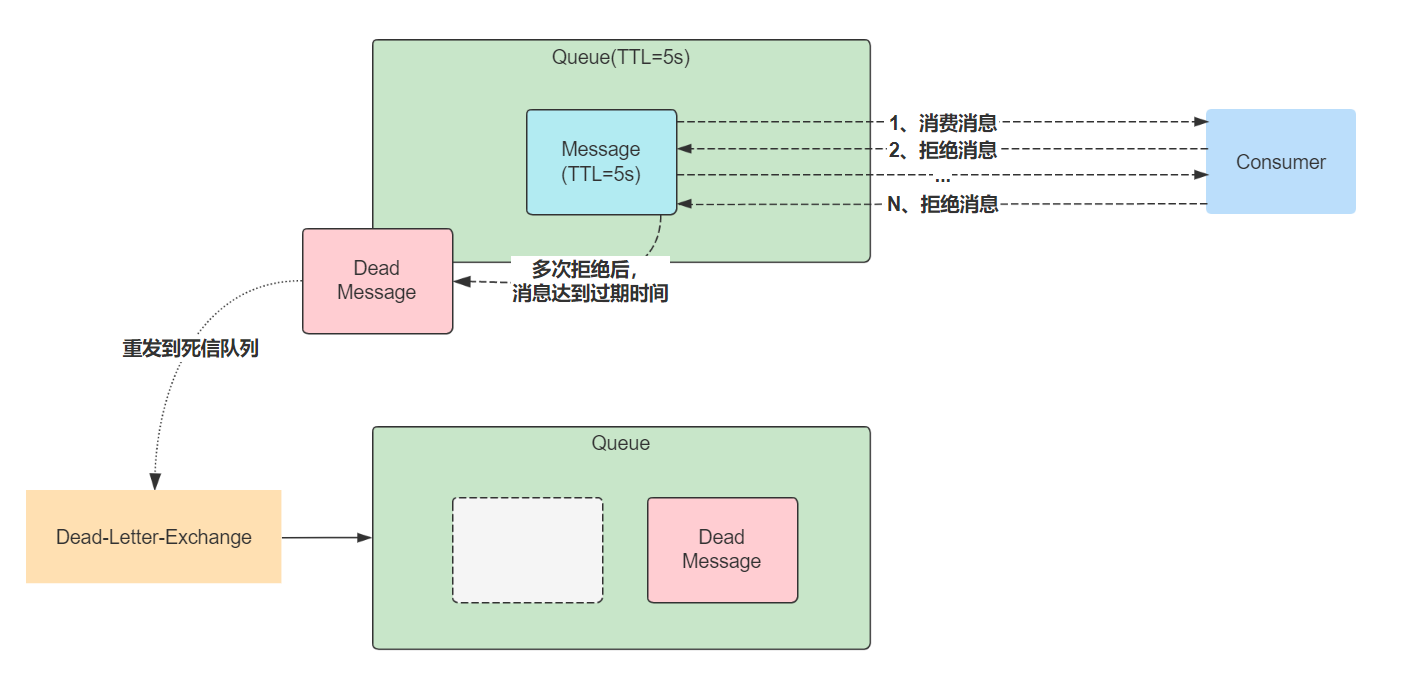 Queue(TTL=5s)
Message
(TTL=5s)
1、消费消息
2、拒绝消息
...
N、拒绝消息
Consumer
Dead
Message
多次拒绝后，
消息达到过期时间
重发到死信队列
Queue
Dead-Letter-Exchange
Dead
Message